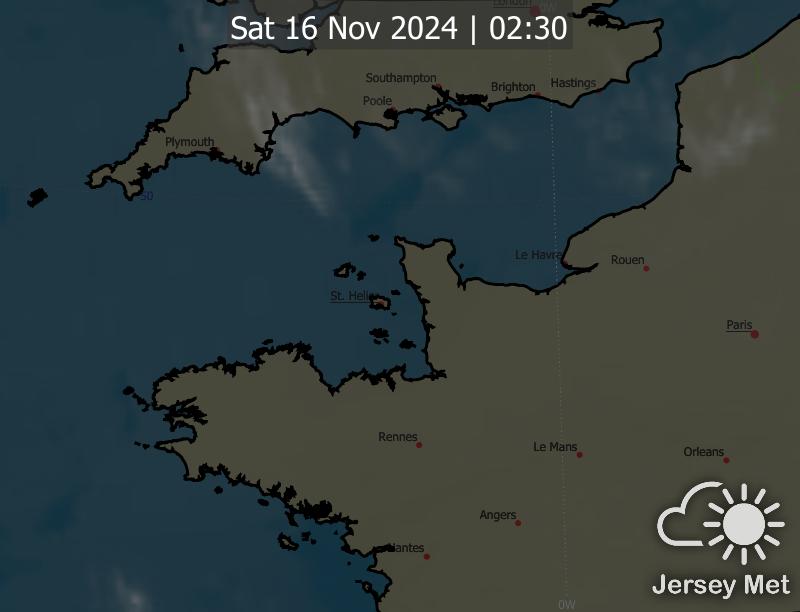 London
0W
Sat 16 Nov 2024 | 02:30
Southampton
Brighton
Hastings
Poole
Plymouth
50
Le Havre
Rouen
St. Helier
Paris
Rennes
Le Mans
Orleans
Angers
Nantes
Jersey Met
0W